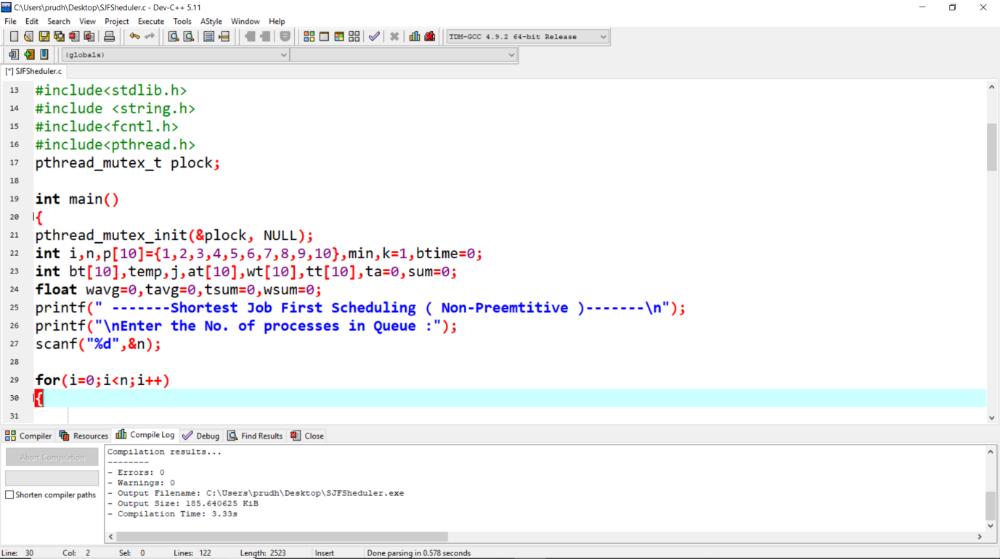 C:\Users\prudh\Desktop\SJFSheduler.c - Dev-C++ 5.11
File Edit Search View Project Execute Tools AStyle Window Help
TDM-GCC 4.9.2 64-bit Release
(globals)
[*] SJFSheduler.c
13 #include<stdlib.h>
14 #include <string.h>
15 #include<fcntl.h>
16 #include<pthread.h>
17 pthread_mutex_t plock;
18
19 int main()
20 {
21 pthread_mutex_init(&plock, NULL);
22 int i,n,p[10]={1,2,3,4,5,6,7,8,9,10},min,k=1,btime=0;
23 int bt[10],temp,j,at[10],wt[10],tt[10],ta=0,sum=0;
24 float wavg=0,tavg=0,tsum=0,wsum=0;
25 printf(" -------Shortest Job First Scheduling ( Non-Preemtitive )-------\n");
26 printf("\nEnter the No. of processes in Queue :");
27 scanf("%d",&n);
28
29 for(i=0;i<n;i++)
30 {
31
Compiler Resources Compile Log Debug Find Results Close
Abort Compilation
Shorten compiler paths
Compilation results...
--------
- Errors: 0
- Warnings: 0
- Output Filename: C:\Users\prudh\Desktop\SJFSheduler.exe
- Output Size: 185.640625 KiB
- Compilation Time: 3.33s
Line: 30 Col: 2 Sel: 0 Lines: 122 Length: 2523 Insert Done parsing in 0.578 seconds